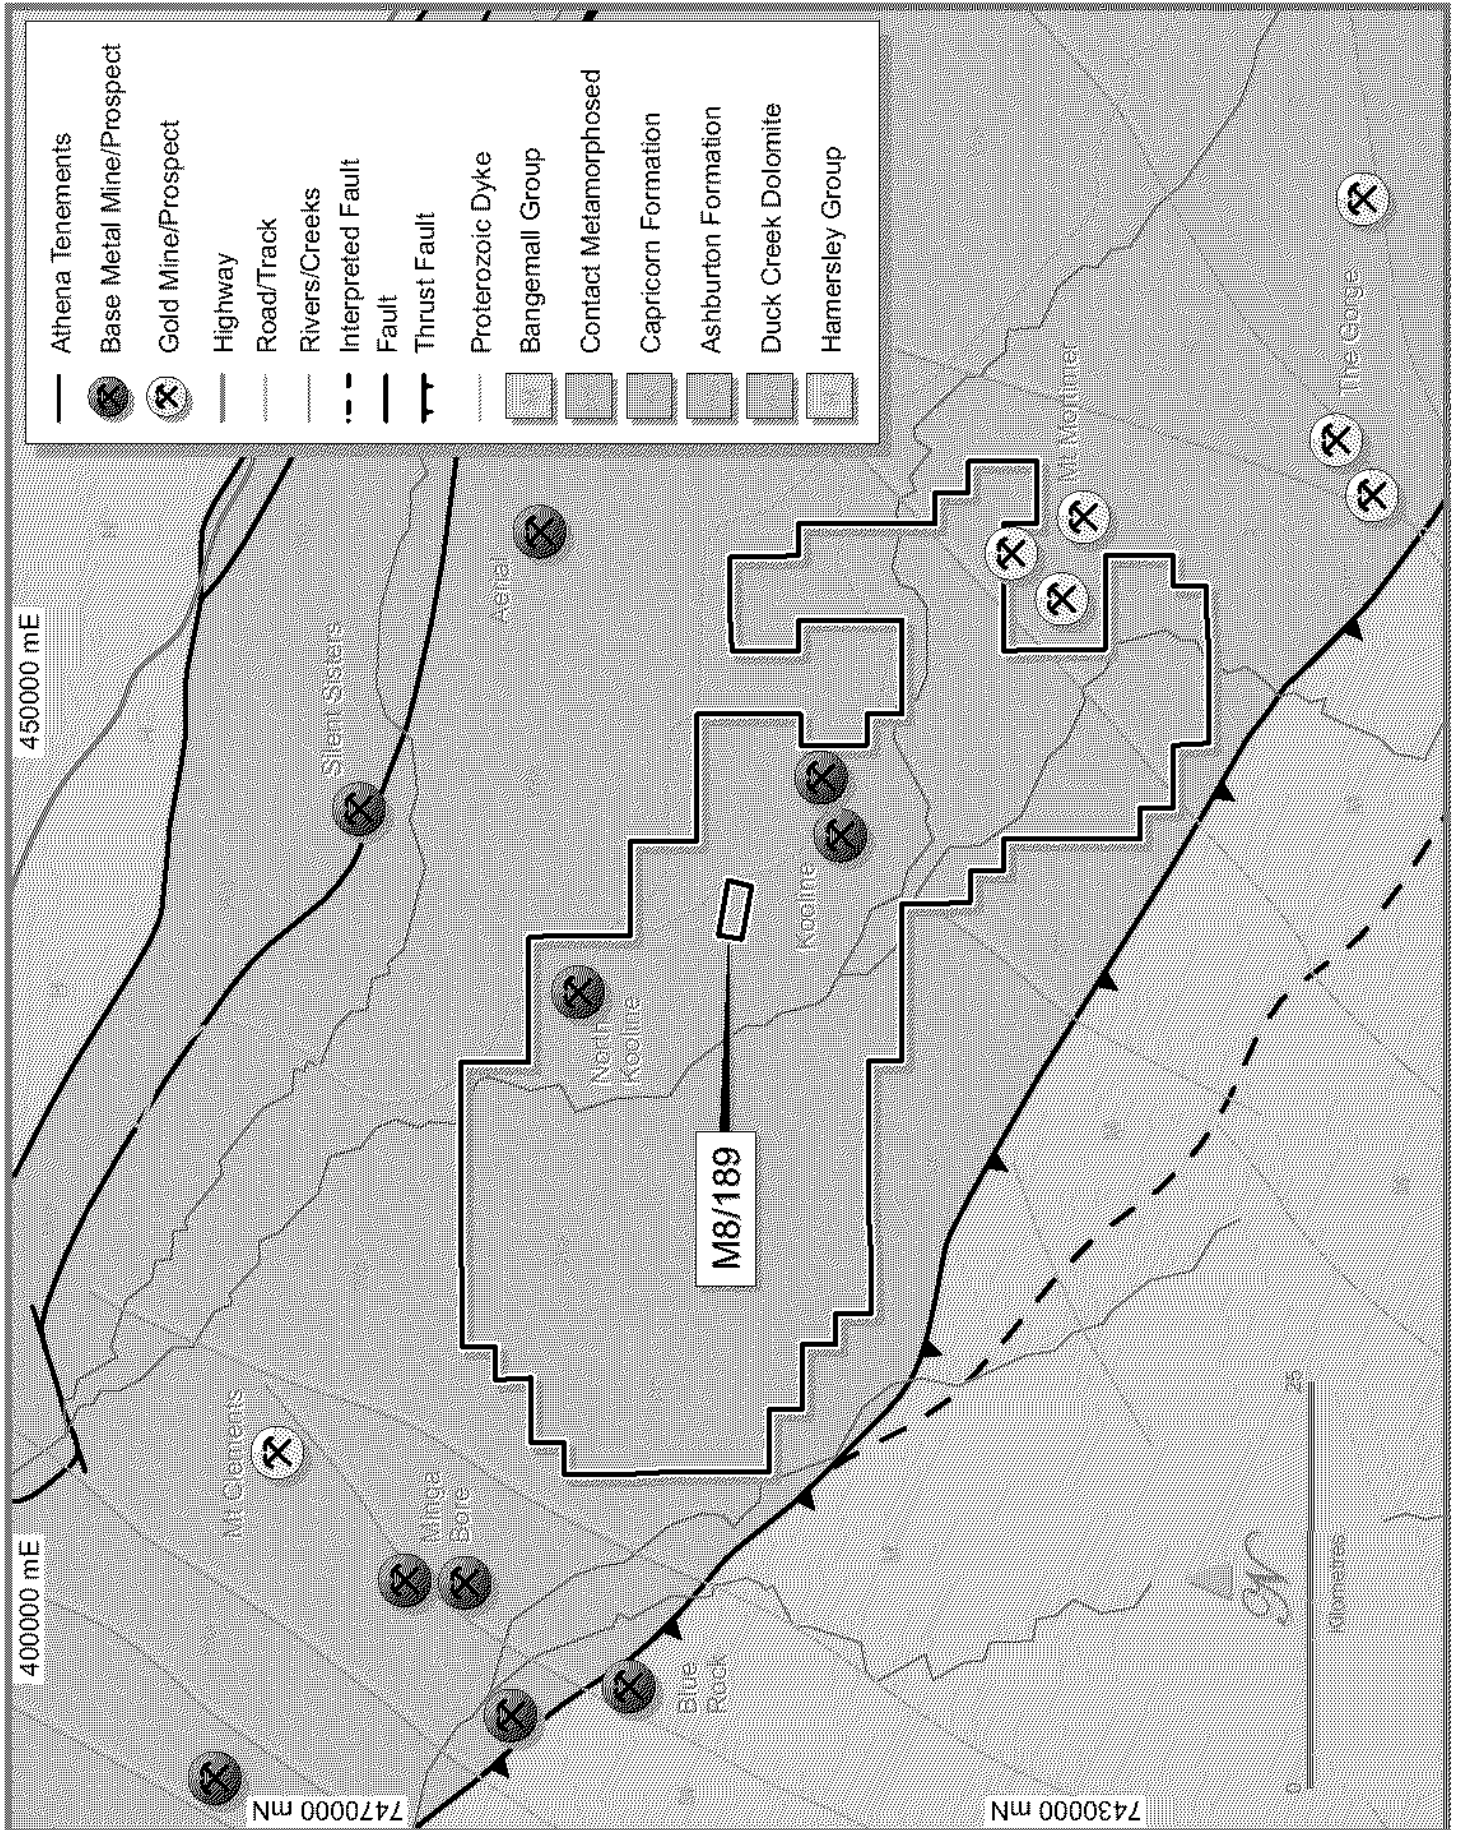 450000 mE
400000 mE
7470000 mN
7430000 mN
Athena Tenements
Base Metal Mine/Prospect
Gold Mine/Prospect
Highway
Road/Track
Rivers/Creeks
Interpreted Fault
Fault
Thrust Fault
Proterozoic Dyke
Bangemall Group
Contact Metamorphosed
Capricorn Formation
Ashburton Formation
Duck Creek Dolomite
Hamersley Group
Silent Sisters
Aerial
Mt Clements
Minga
Bore
North
Kooline
M8/189
Kooline
Mt Mortimer
The Gorge
Blue
Rock
N
0
25
Kilometres